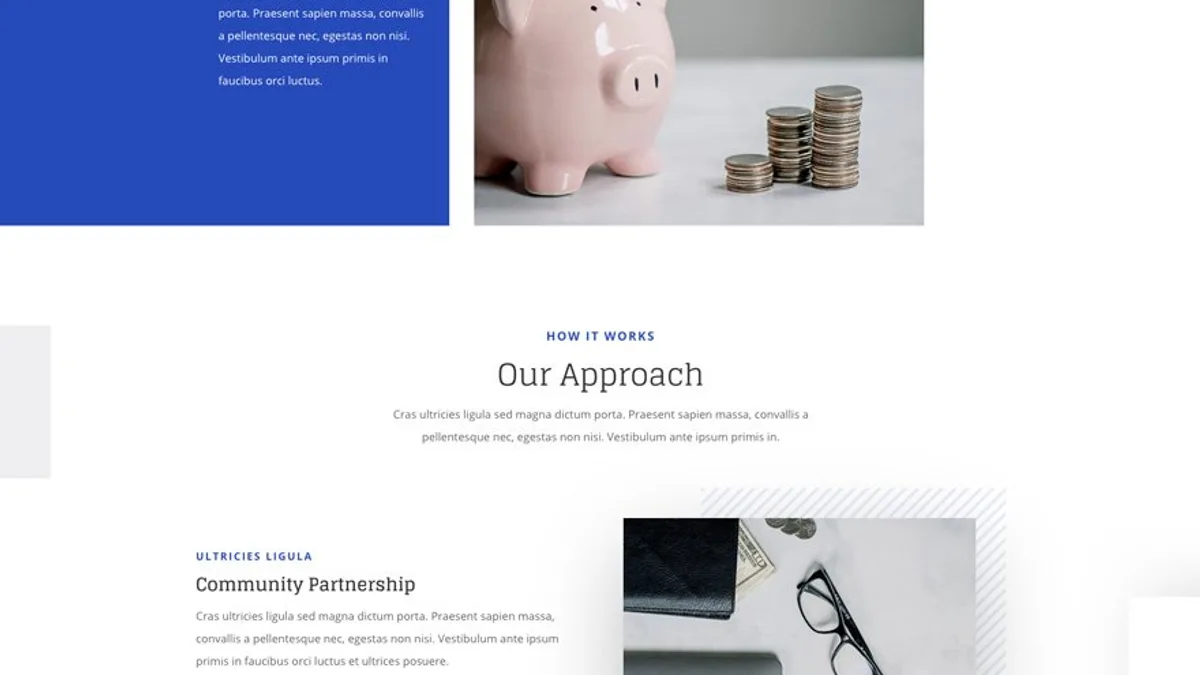 porta. Praesent sapien massa, convallis
a pellentesque nec, egestas non nisi.
Vestibulum ante ipsum primis in
faucibus orci luctus.
HOW IT WORKS
Our Approach
Cras ultricies ligula sed magna dictum porta. Praesent sapien massa, convallis a
pellentesque nec, egestas non nisi. Vestibulum ante ipsum primis in.
ULTRICIES LIGULA
Community Partnership
Cras ultricies ligula sed magna dictum porta. Praesent sapien massa,
convallis a pellentesque nec, egestas non nisi. Vestibulum ante ipsum
primis in faucibus orci luctus et ultrices posuere.